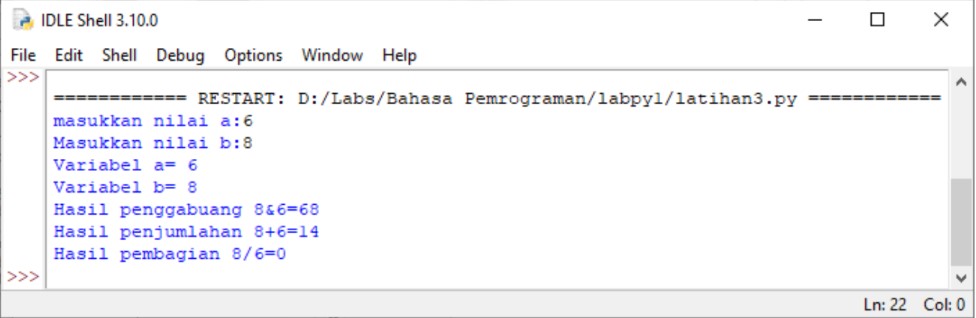 IDLE Shell 3.10.0
File Edit Shell Debug Options Window Help
>>>
============ RESTART: D:/Labs/Bahasa Pemrograman/labpy1/latihan3.py ============
masukkan nilai a:6
Masukkan nilai b:8
Variabel a= 6
Variabel b= 8
Hasil penggabuang 8&6=68
Hasil penjumlahan 8+6=14
Hasil pembagian 8/6=0
>>>
Ln: 22 Col: 0